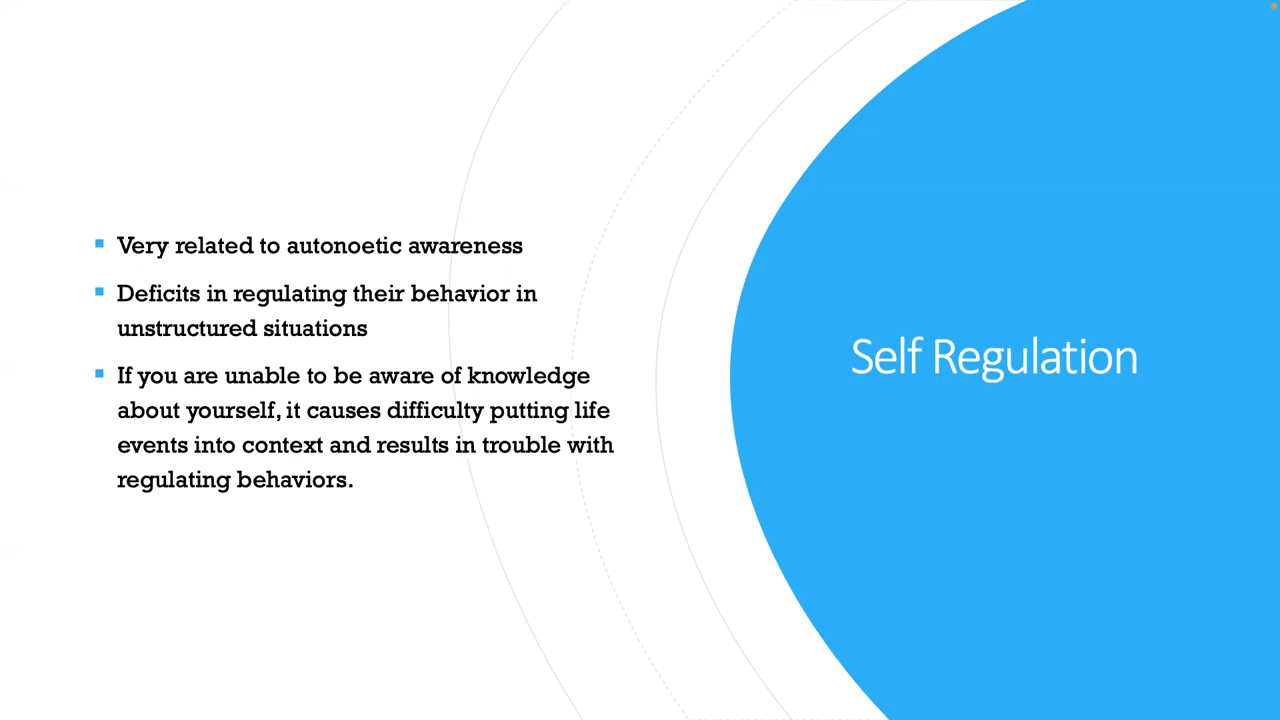 Very related to autonoetic awareness
Deficits in regulating their behavior in
unstructured situations
If you are unable to be aware of knowledge
about yourself, it causes difficulty putting life
events into context and results in trouble with
regulating behaviors.
Self Regulation